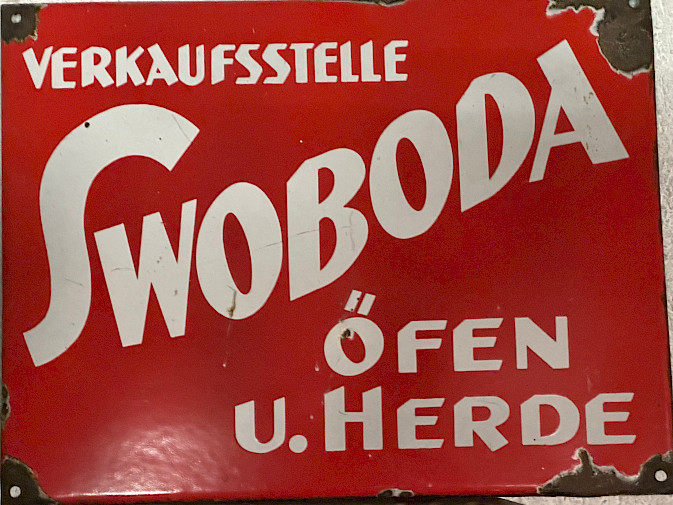 VERKAUFSSTELLE
SWOBODA
ÖFEN
U. HERDE